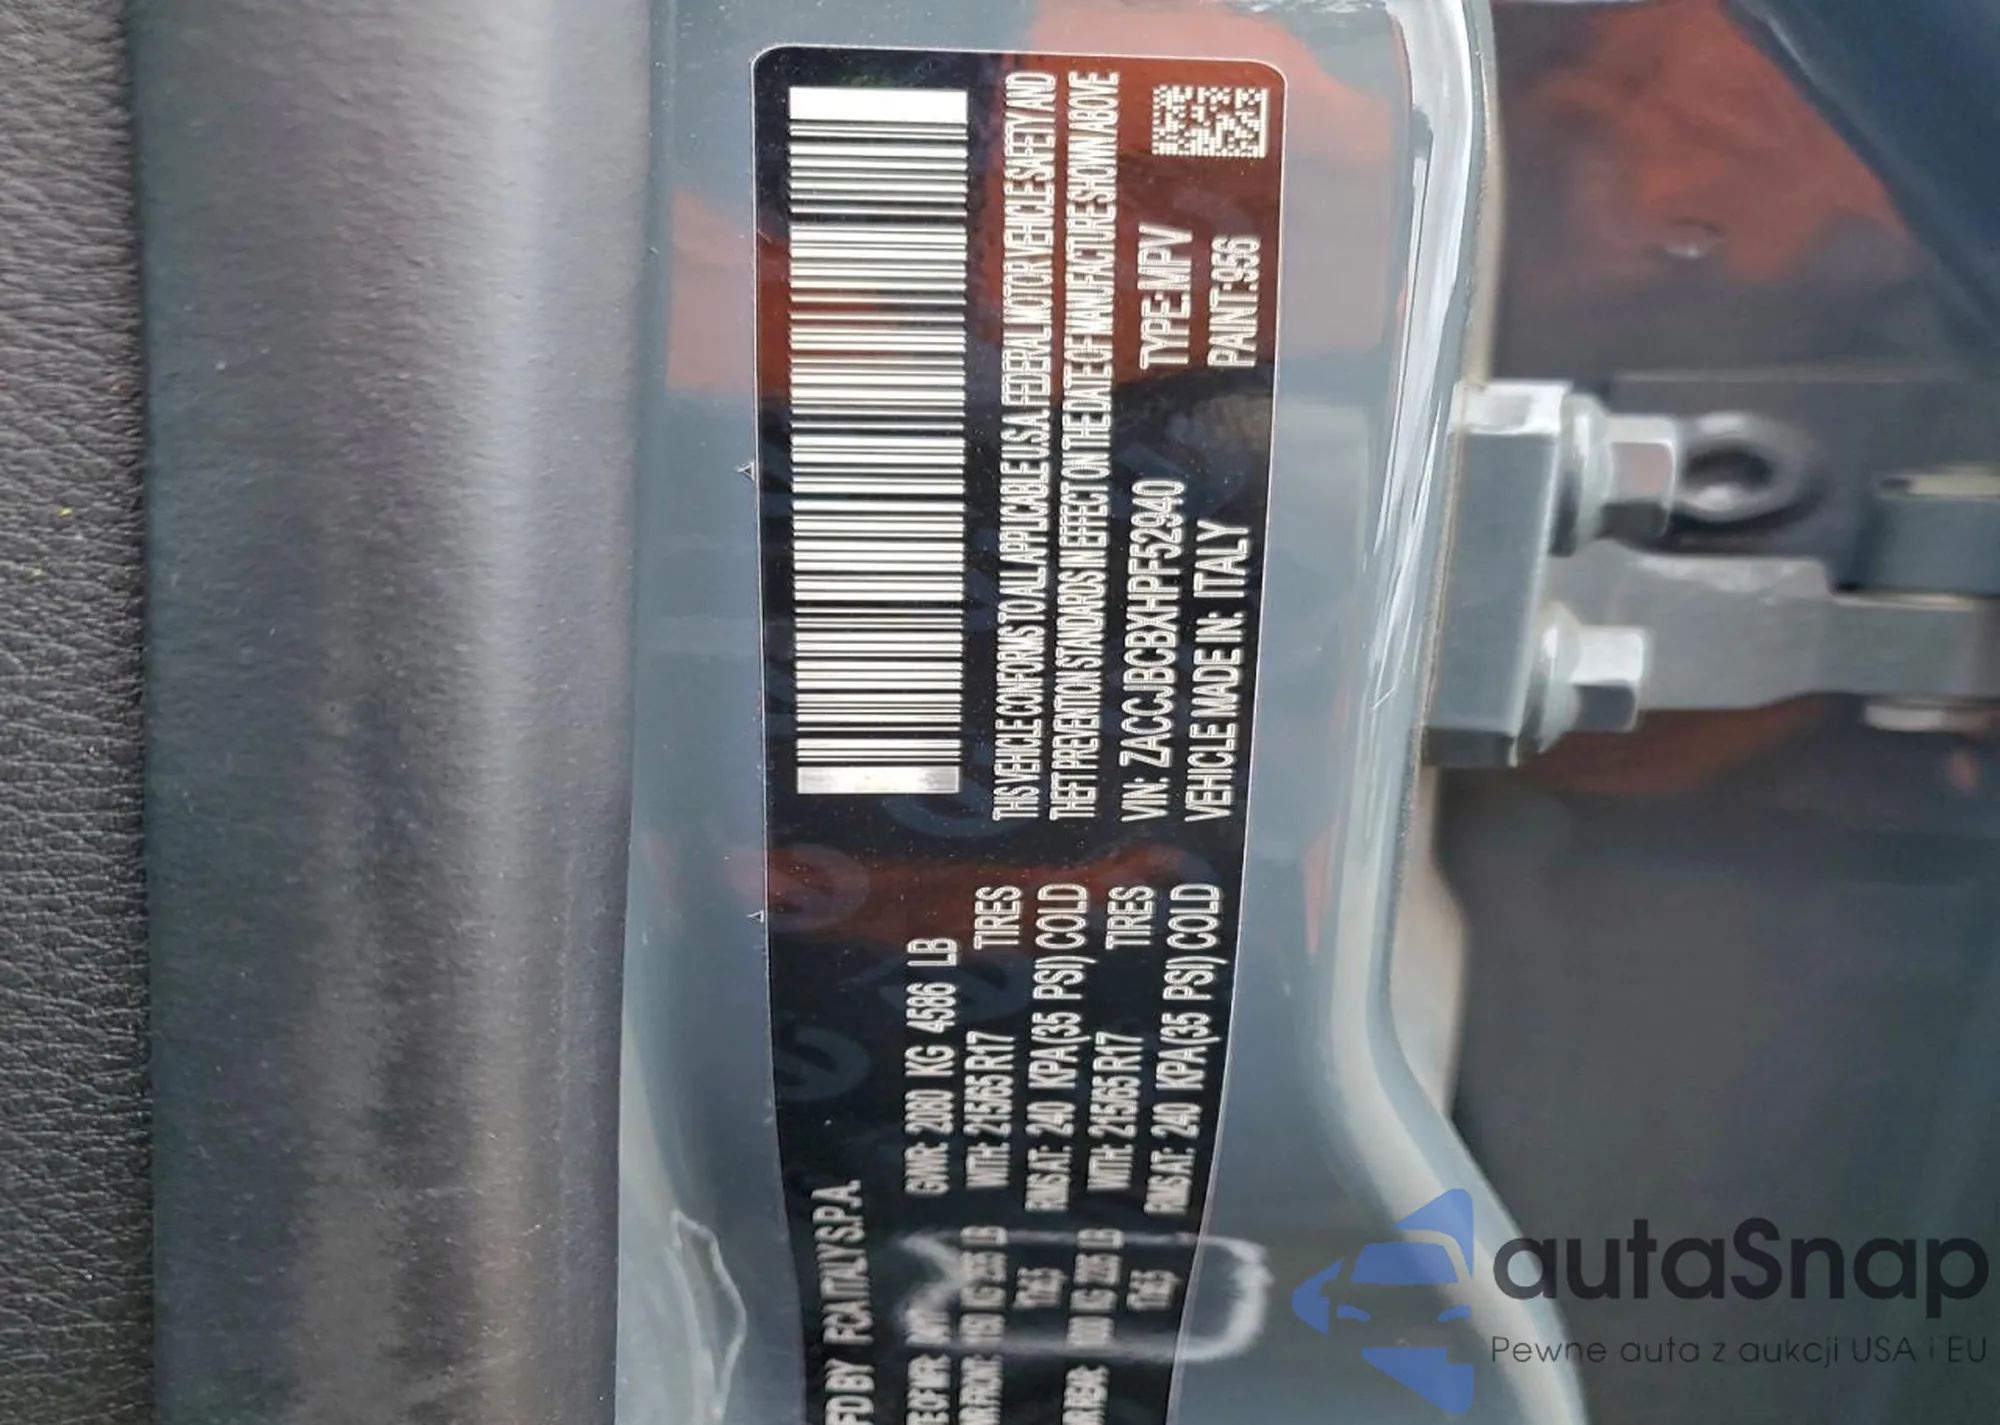 FD BY FCA ITALY S.P.A.
GVWR: 2080 KG 4586 LB
WITH: 215/65 R17 TIRES
RIMS AT: 240 KPA(35 PSI) COLD
WITH: 215/65 R17 TIRES
RIMS AT: 240 KPA(35 PSI) COLD
THIS VEHICLE CONFORMS TO ALL APPLICABLE U.S.A. FEDERAL MOTOR VEHICLE SAFETY AND
THEFT PREVENTION STANDARDS IN EFFECT ON THE DATE OF MANUFACTURE SHOWN ABOVE
VIN: ZACCJBCBXHPF52940 TYPE: MPV
VEHICLE MADE IN: ITALY PAINT: 956
autaSnap
Pewne auta z aukcji USA i EU